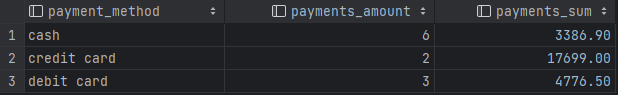 payment_method payments_amount payments_sum
1 cash 6 3386.90
2 credit card 2 17699.00
3 debit card 3 4776.50